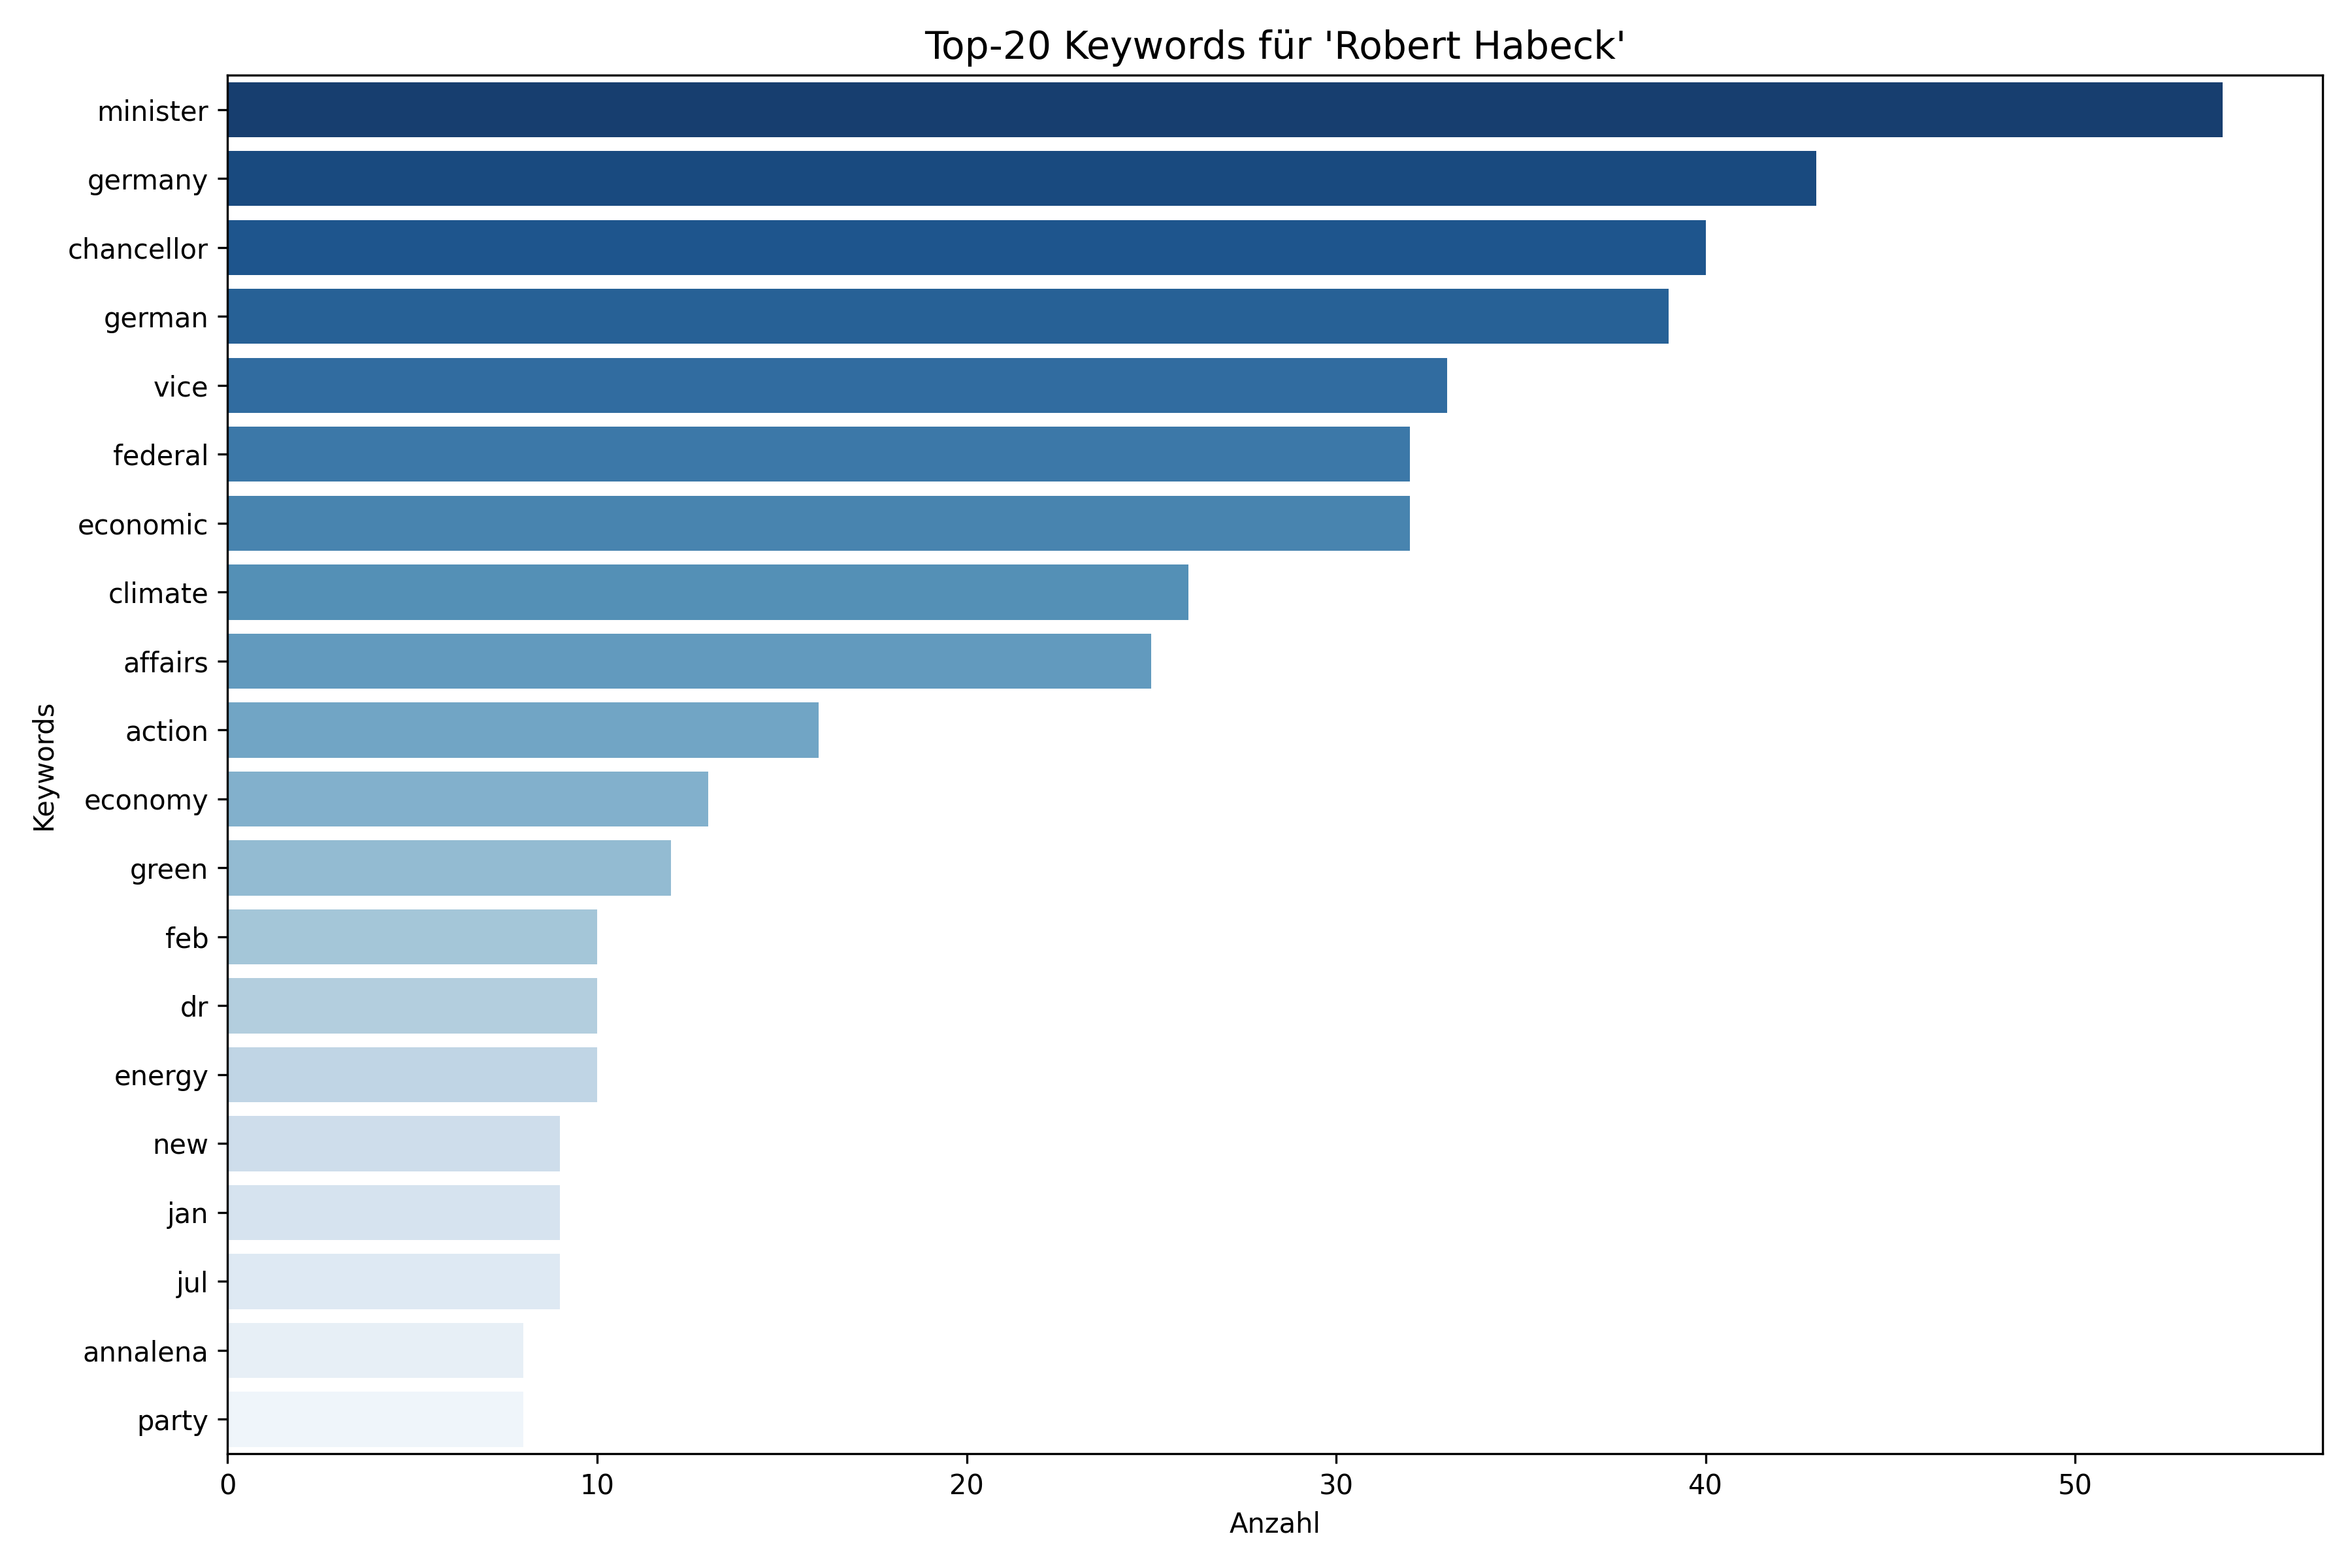 Top-20 Keywords für 'Robert Habeck'
minister
germany
chancellor
german
vice
federal
economic
climate
affairs
action
economy
green
feb
dr
energy
new
jan
jul
annalena
party
Keywords
0 10 20 30 40 50
Anzahl